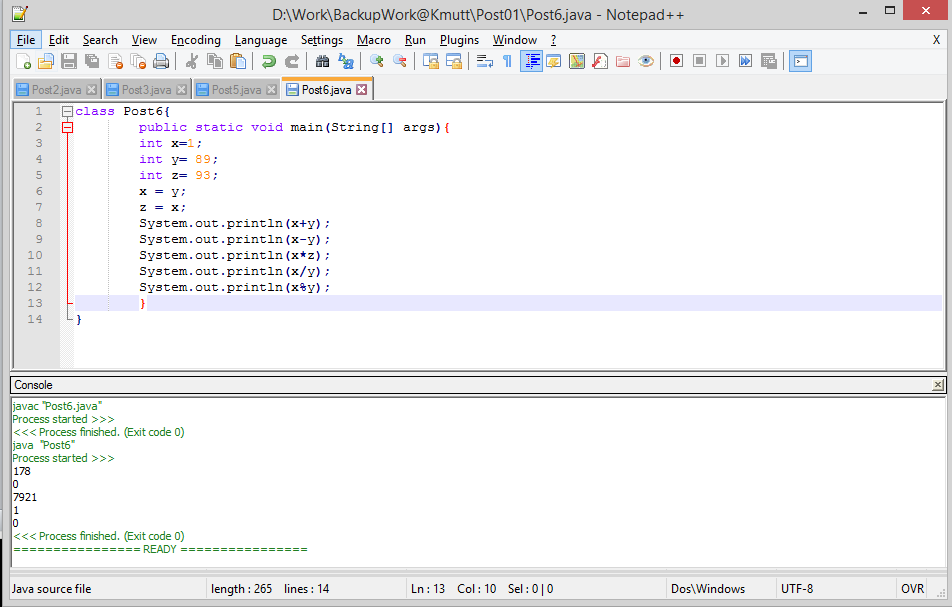 D:\Work\BackupWork@Kmutt\Post01\Post6.java - Notepad++
File Edit Search View Encoding Language Settings Macro Run Plugins Window ? X
Post2.java Post3.java Post5.java Post6.java
1 class Post6{
2 public static void main(String[] args){
3 int x=1;
4 int y= 89;
5 int z= 93;
6 x = y;
7 z = x;
8 System.out.println(x+y);
9 System.out.println(x-y);
10 System.out.println(x*z);
11 System.out.println(x/y);
12 System.out.println(x%y);
13 }
14 }
Console
javac "Post6.java"
Process started >>>
<<< Process finished. (Exit code 0)
java "Post6"
Process started >>>
178
0
7921
1
0
<<< Process finished. (Exit code 0)
================ READY ================
Java source file length : 265 lines : 14 Ln : 13 Col : 10 Sel : 0 | 0 Dos\Windows UTF-8 OVR